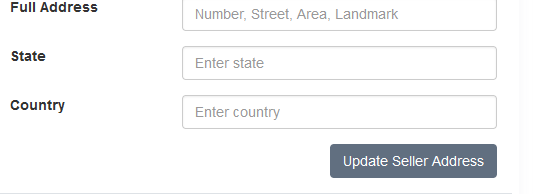 Full Address
Number, Street, Area, Landmark
State
Enter state
Country
Enter country
Update Seller Address